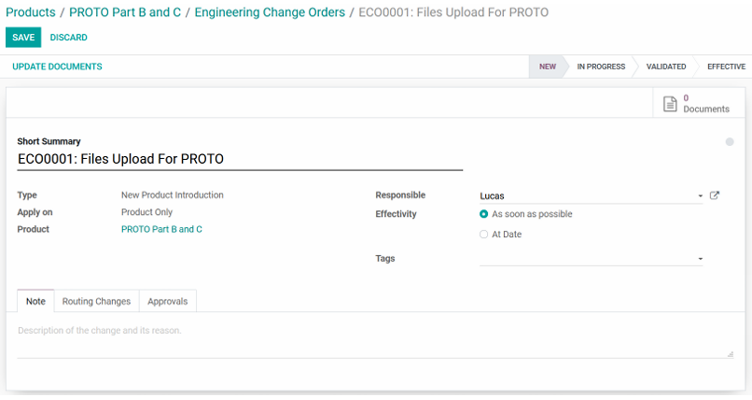 Products / PROTO Part B and C / Engineering Change Orders / ECO0001: Files Upload For PROTO
SAVE DISCARD
UPDATE DOCUMENTS NEW IN PROGRESS VALIDATED EFFECTIVE
0
Documents
Short Summary
ECO0001: Files Upload For PROTO
Type New Product Introduction Responsible Lucas
Apply on Product Only Effectivity As soon as possible
Product PROTO Part B and C At Date
Tags
Note Routing Changes Approvals
Description of the change and its reason.